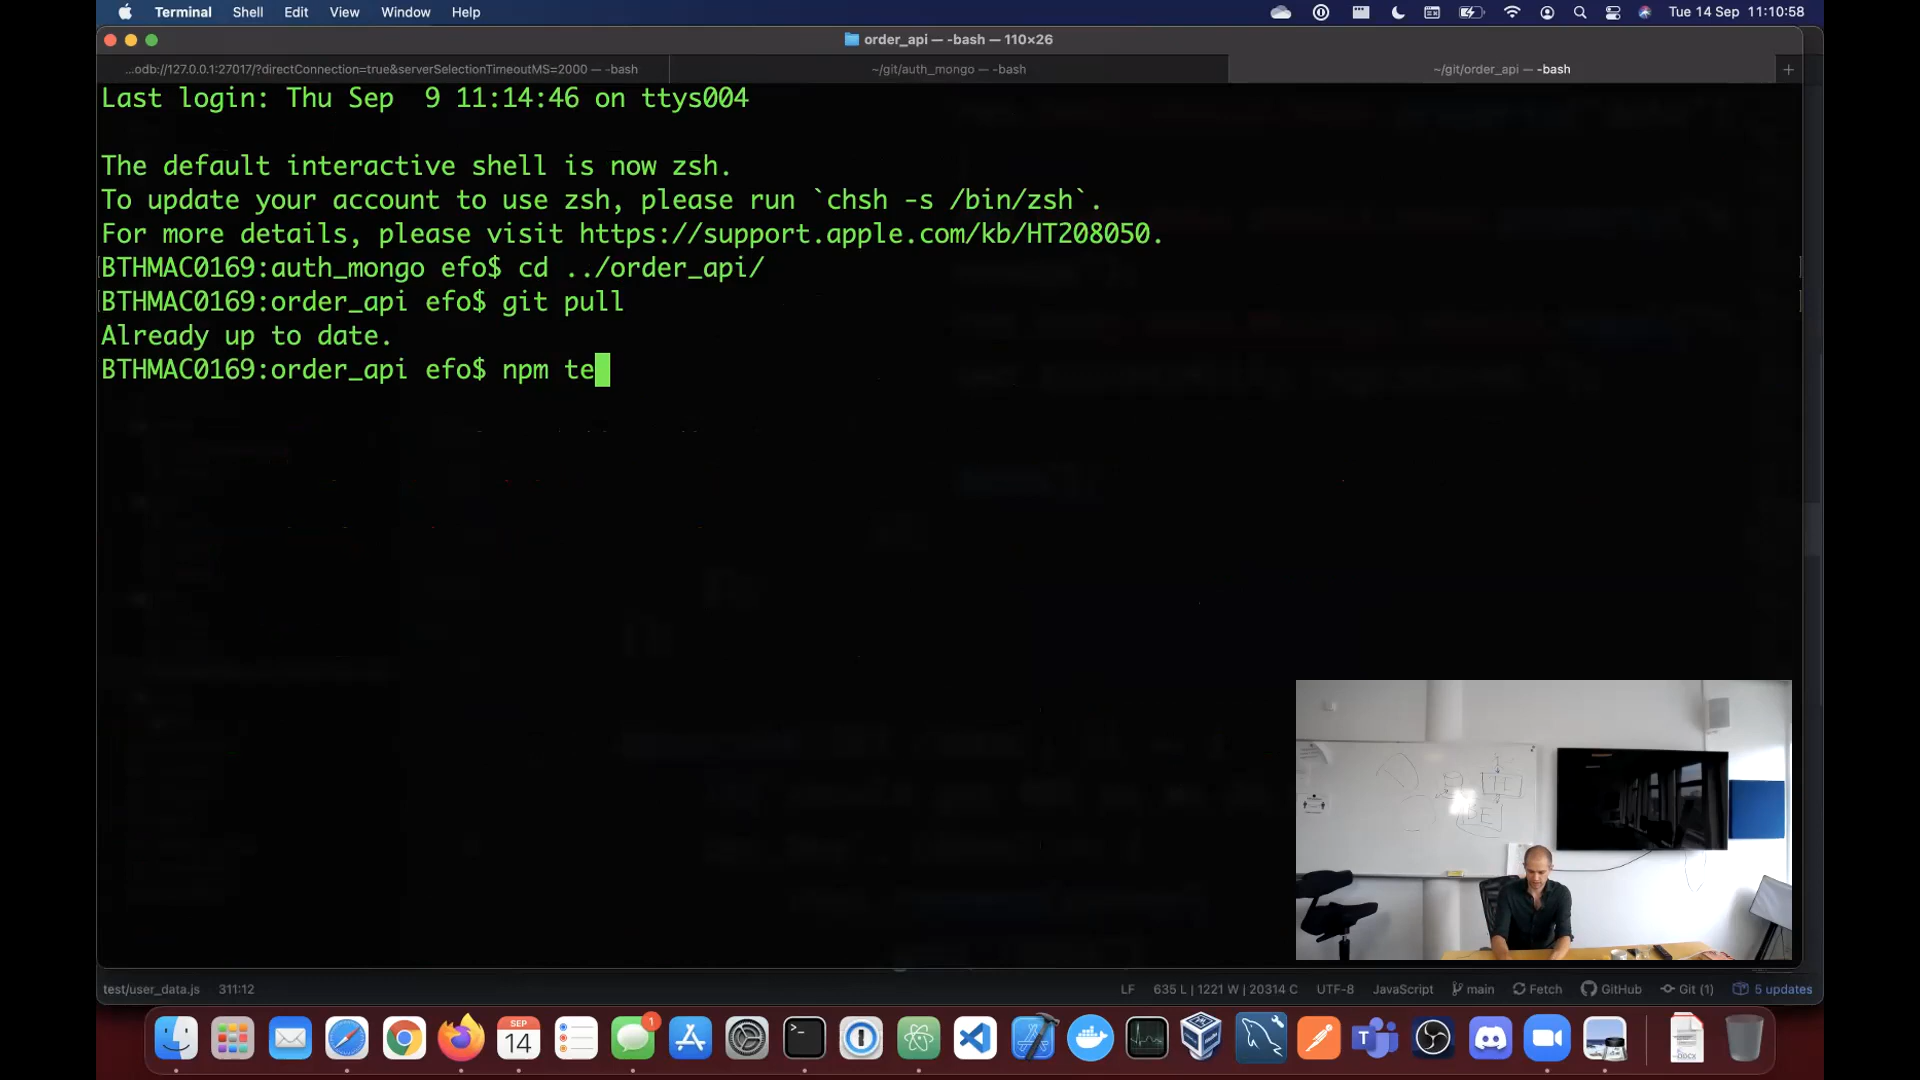 Terminal Shell Edit View Window Help
Tue 14 Sep 11:10:58
order_api — -bash — 110×26
...odb://127.0.0.1:27017/?directConnection=true&serverSelectionTimeoutMS=2000 — -bash
~/git/auth_mongo — -bash
~/git/order_api — -bash
Last login: Thu Sep  9 11:14:46 on ttys004
The default interactive shell is now zsh.
To update your account to use zsh, please run `chsh -s /bin/zsh`.
For more details, please visit https://support.apple.com/kb/HT208050.
BTHMAC0169:auth_mongo efo$ cd ../order_api/
BTHMAC0169:order_api efo$ git pull
Already up to date.
BTHMAC0169:order_api efo$ npm te
test/user_data.js 311:12
LF 635 L | 1221 W | 20314 C UTF-8 JavaScript main Fetch GitHub Git (1) 5 updates
SEP
14
1